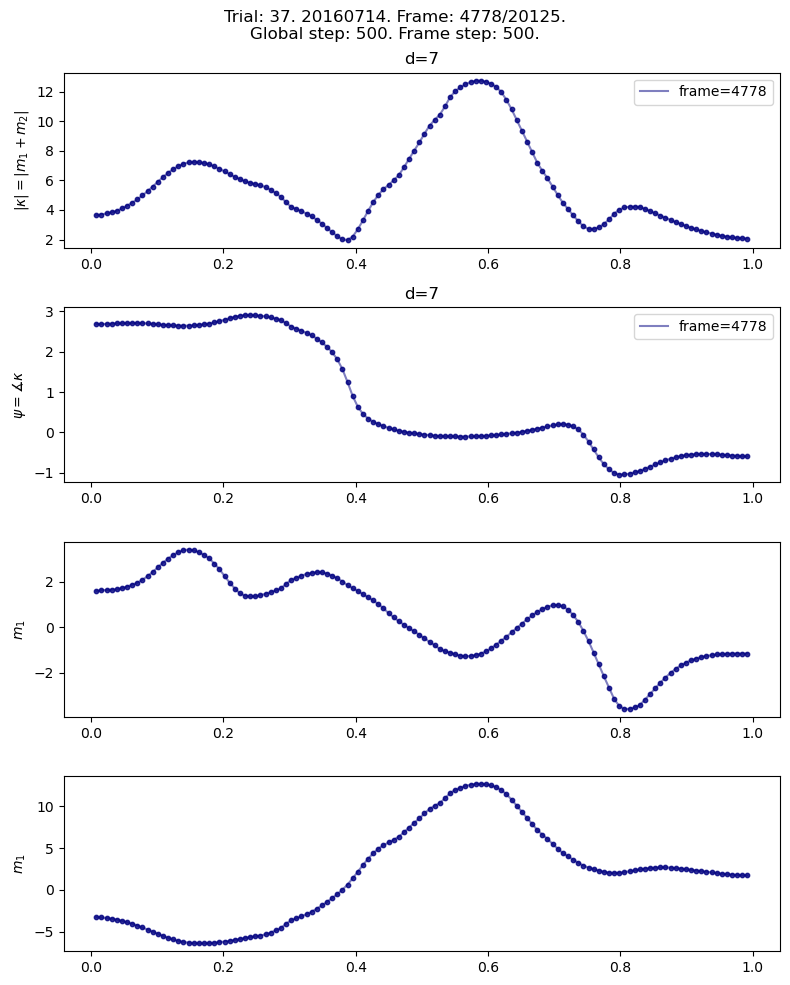 Trial: 37. 20160714. Frame: 4778/20125.
Global step: 500. Frame step: 500.
d=7
|κ| = |m₁ + m₂|
12
10
8
6
4
2
frame=4778
0.0 0.2 0.4 0.6 0.8 1.0
d=7
ψ = ∡κ
3
2
1
0
−1
frame=4778
0.0 0.2 0.4 0.6 0.8 1.0
m₁
2
0
−2
0.0 0.2 0.4 0.6 0.8 1.0
m₁
10
5
0
−5
0.0 0.2 0.4 0.6 0.8 1.0